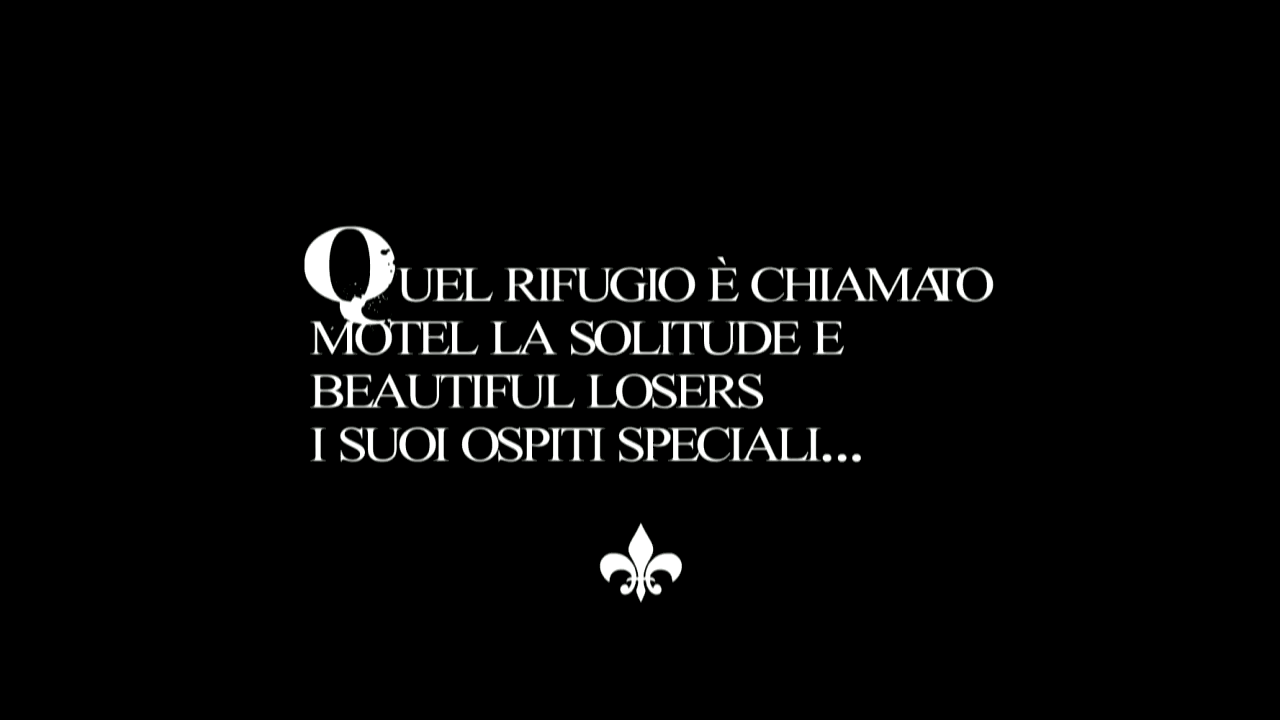 QUEL RIFUGIO È CHIAMATO
MOTEL LA SOLITUDE E
BEAUTIFUL LOSERS
I SUOI OSPITI SPECIALI...